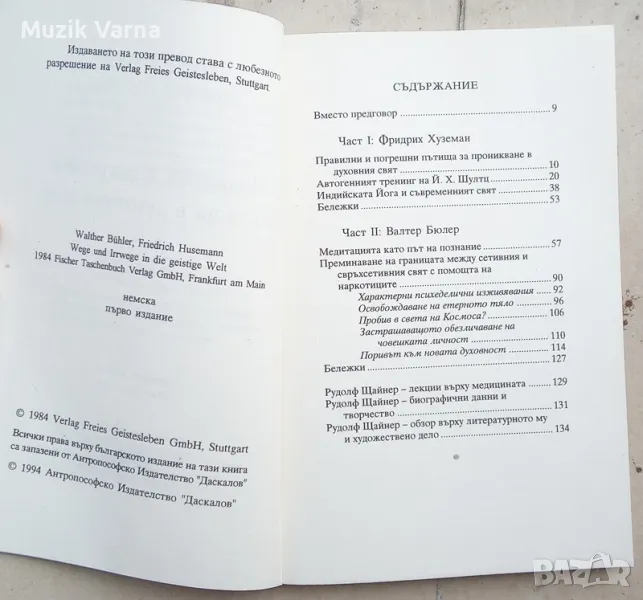 Muzik Varna
Издаването на този превод става с любезното
разрешение на Verlag Freies Geistesleben, Stuttgart
Walther Bühler, Friedrich Husemann
Wege und Irrwege in die geistige Welt
1984 Fischer Taschenbuch Verlag GmbH, Frankfurt am Main
немска
първо издание
© 1984 Verlag Freies Geistesleben GmbH, Stuttgart
Всички права върху българското издание на тази книга
са запазени от Антропософско Издателство "Даскалов"
© 1994 Антропософско Издателство "Даскалов"
СЪДЪРЖАНИЕ
Вместо предговор 9
Част I: Фридрих Хуземан
Правилни и погрешни пътища за проникване в
духовния свят 10
Автогенният тренинг на Й. Х. Шултц 20
Индийската Йога и съвременният свят 38
Бележки 53
Част II: Валтер Бюлер
Медитацията като път на познание 57
Преминаване на границата между сетивния и
свръхсетивния свят с помощта на
наркотиците 90
Характерни психеделични изживявания 92
Освобождаване на етерното тяло 96
Пробив в света на Космоса? 106
Застрашаващото обезличаване на
човешката личност 110
Поривът към новата духовност 114
Бележки 127
Рудолф Щайнер – лекции върху медицината 129
Рудолф Щайнер – биографични данни и
творчество 131
Рудолф Щайнер – обзор върху литературното му
и художествено дело 134
BAZAR